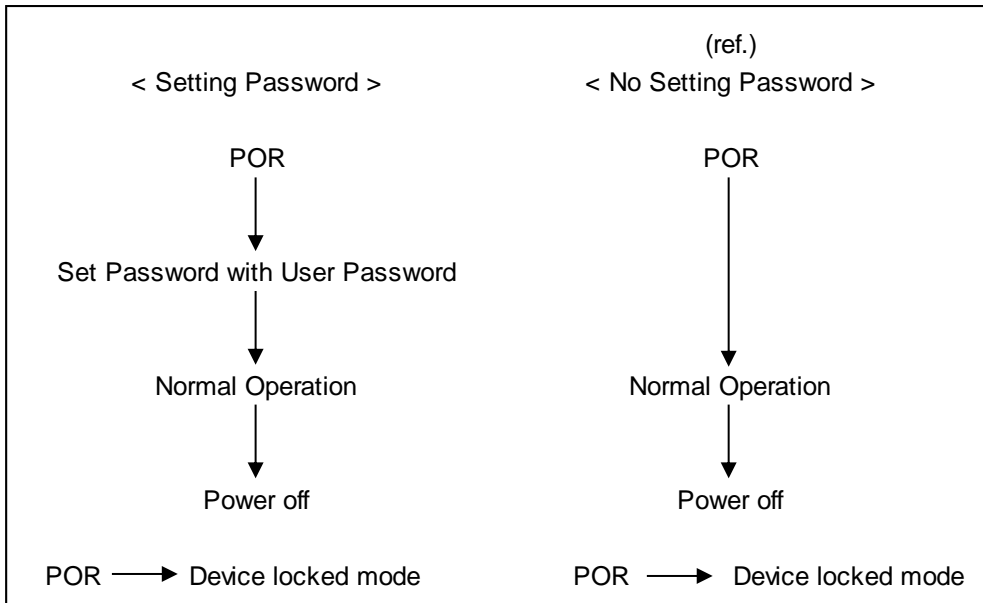 (ref.)
< Setting Password >
< No Setting Password >
POR
POR
Set Password with User Password
Normal Operation
Normal Operation
Power off
Power off
POR
Device locked mode
POR
Device locked mode